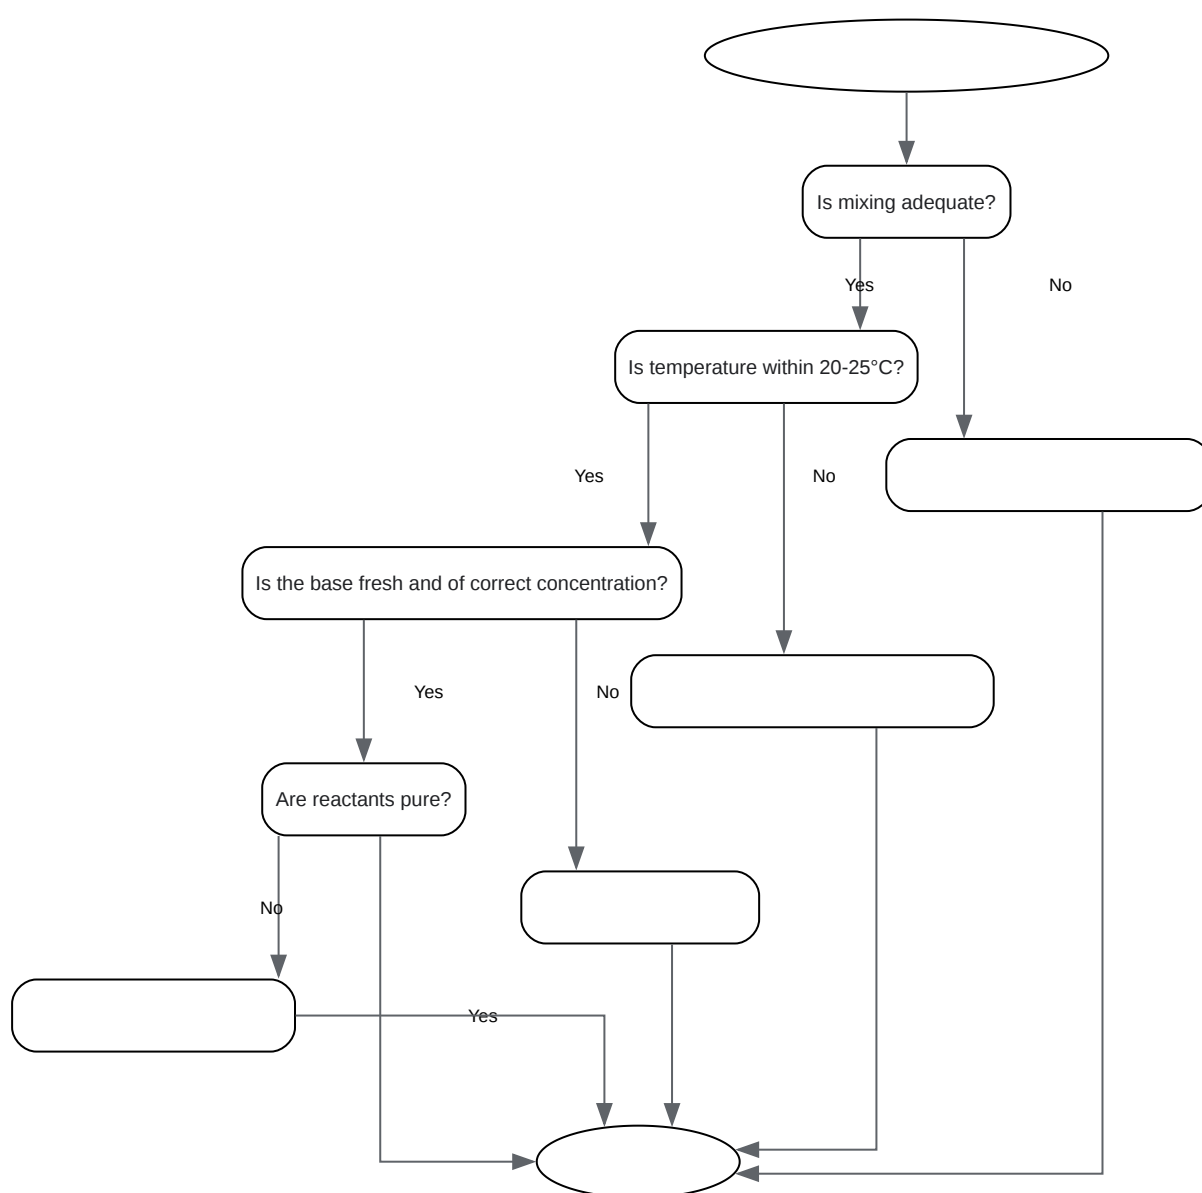 Is mixing adequate?
Yes
No
Is temperature within 20-25°C?
Yes
No
Is the base fresh and of correct concentration?
Yes
No
Are reactants pure?
No
Yes